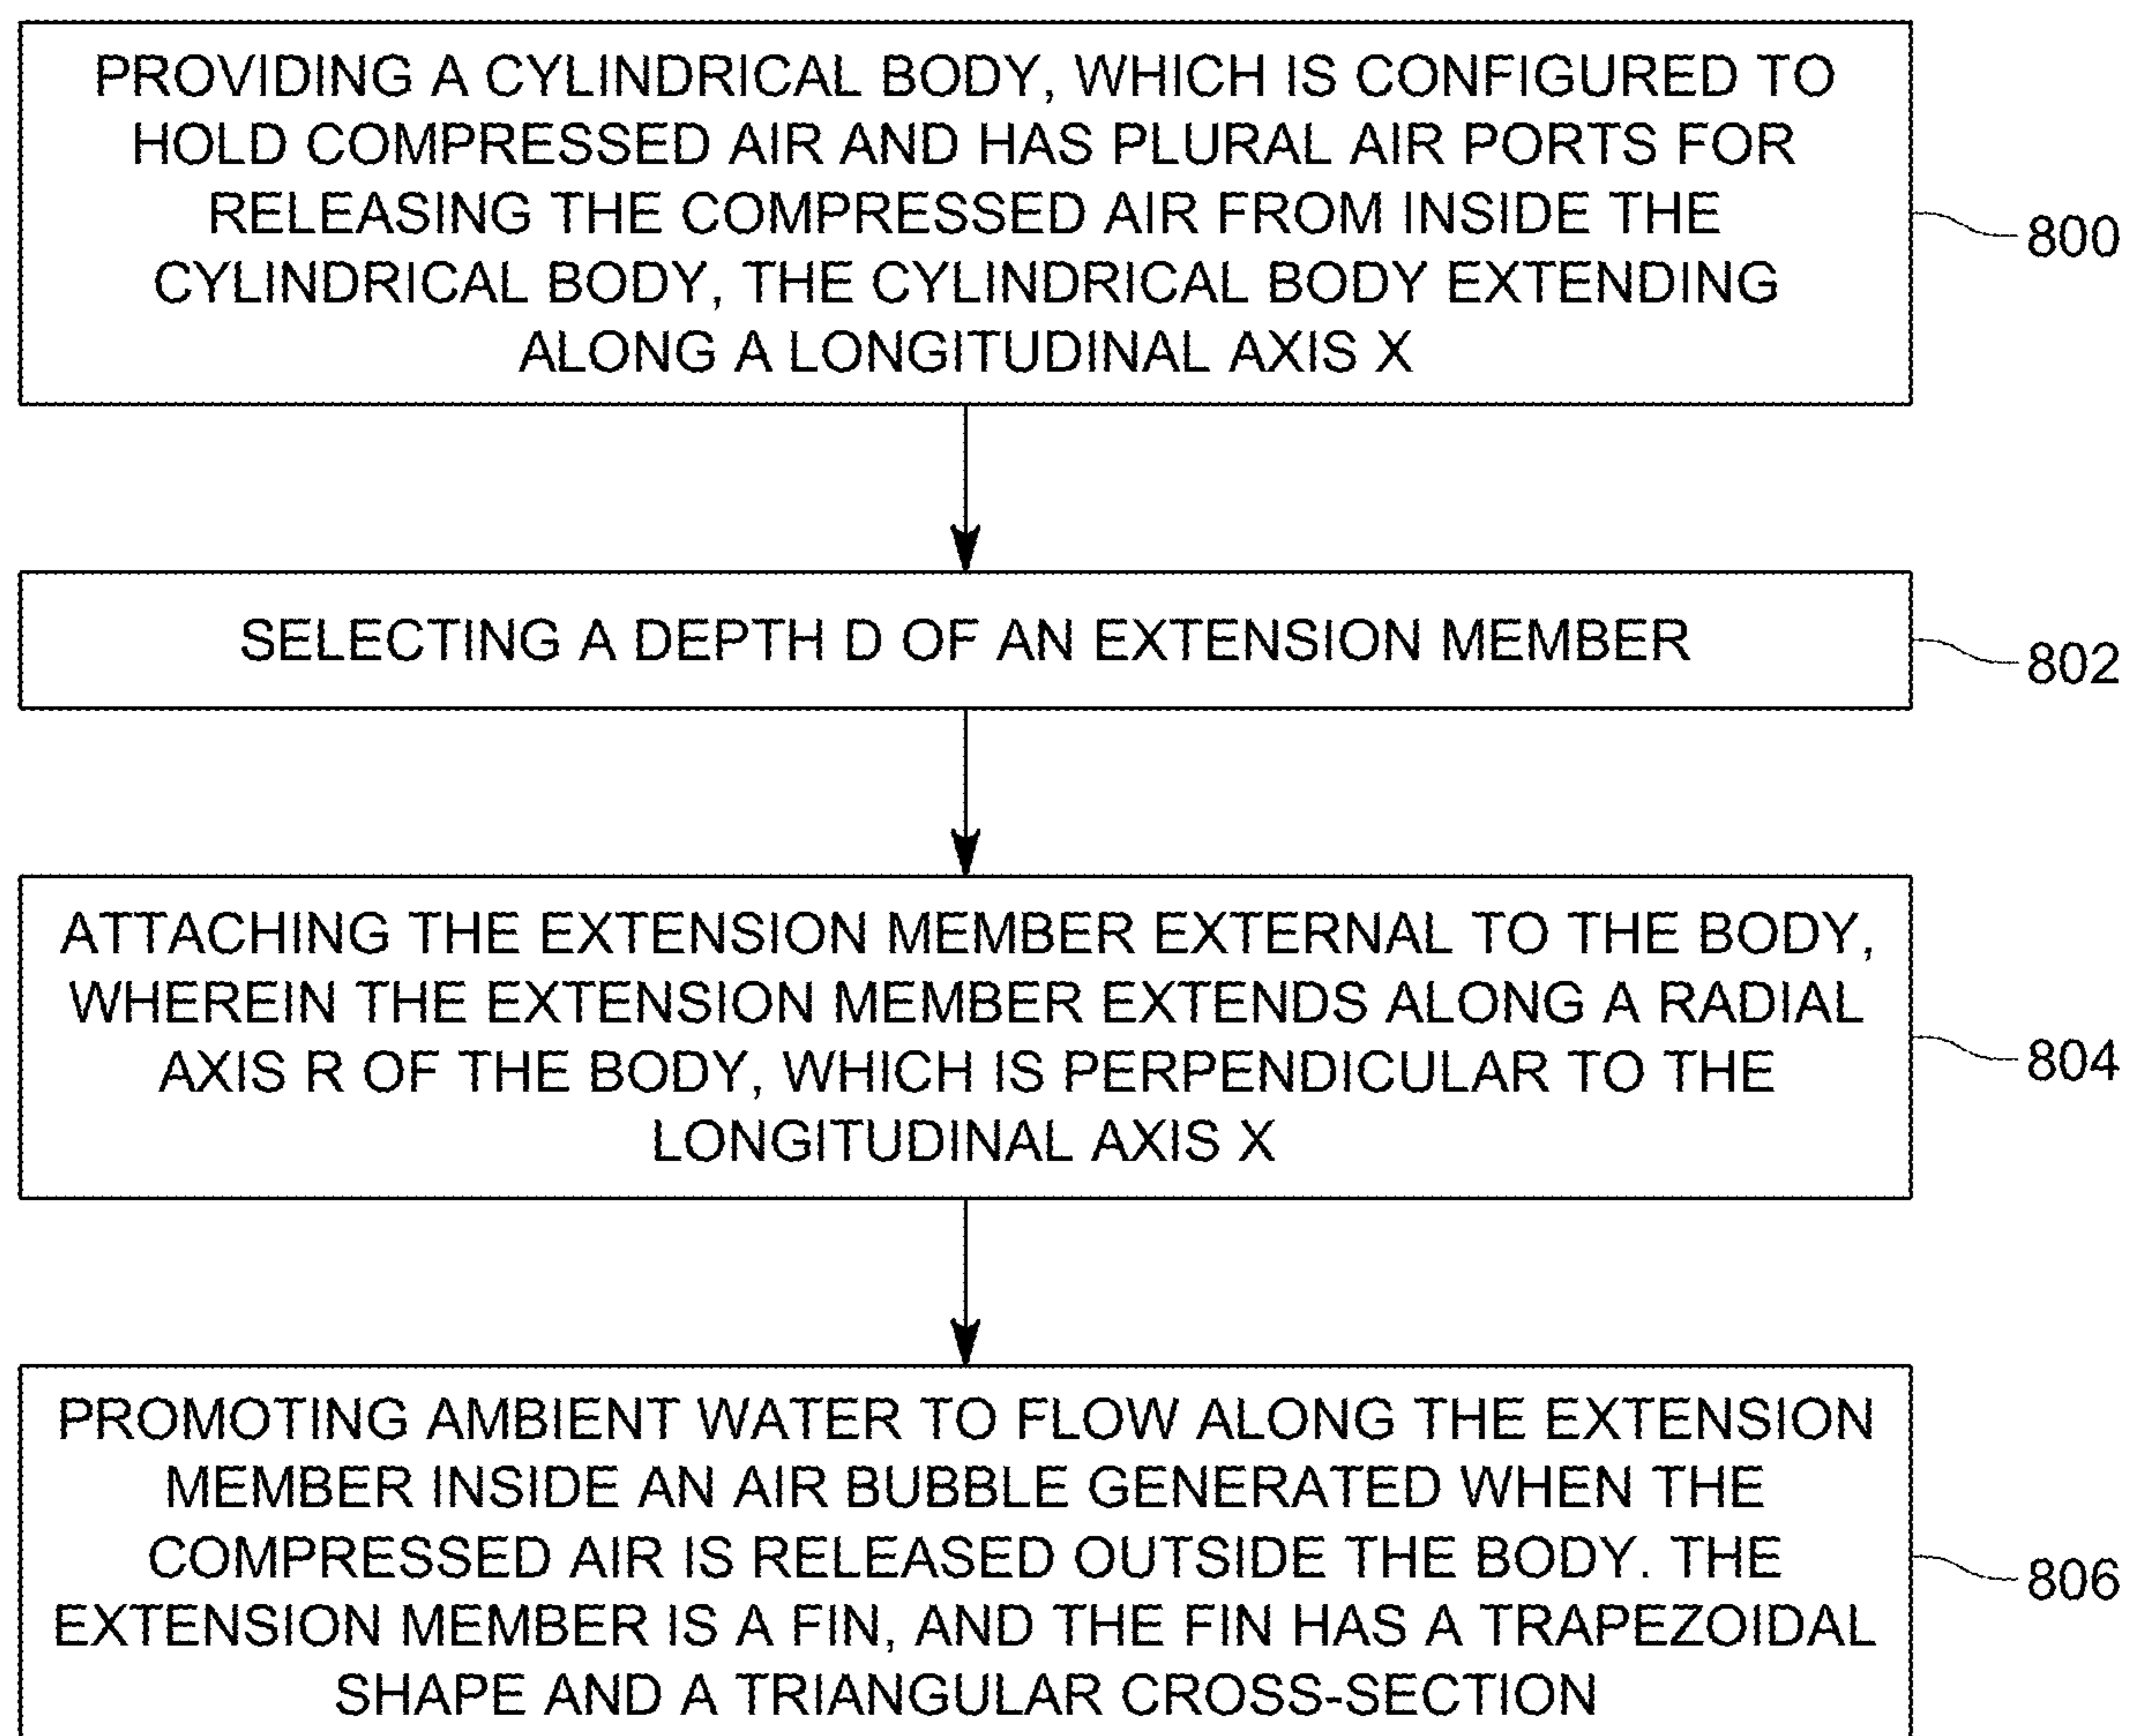 PROVIDING A CYLINDRICAL BODY, WHICH IS CONFIGURED TO
HOLD COMPRESSED AIR AND HAS PLURAL AIR PORTS FOR
RELEASING THE COMPRESSED AIR FROM INSIDE THE
CYLINDRICAL BODY, THE CYLINDRICAL BODY EXTENDING
ALONG A LONGITUDINAL AXIS X
800
SELECTING A DEPTH D OF AN EXTENSION MEMBER
802
ATTACHING THE EXTENSION MEMBER EXTERNAL TO THE BODY,
WHEREIN THE EXTENSION MEMBER EXTENDS ALONG A RADIAL
AXIS R OF THE BODY, WHICH IS PERPENDICULAR TO THE
LONGITUDINAL AXIS X
804
PROMOTING AMBIENT WATER TO FLOW ALONG THE EXTENSION
MEMBER INSIDE AN AIR BUBBLE GENERATED WHEN THE
COMPRESSED AIR IS RELEASED OUTSIDE THE BODY. THE
EXTENSION MEMBER IS A FIN, AND THE FIN HAS A TRAPEZOIDAL
SHAPE AND A TRIANGULAR CROSS-SECTION
806